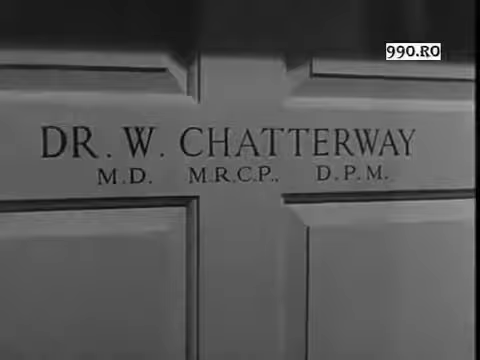 990.RO
DR. W. CHATTERWAY
M.D. M.R.C.P., D.P.M.